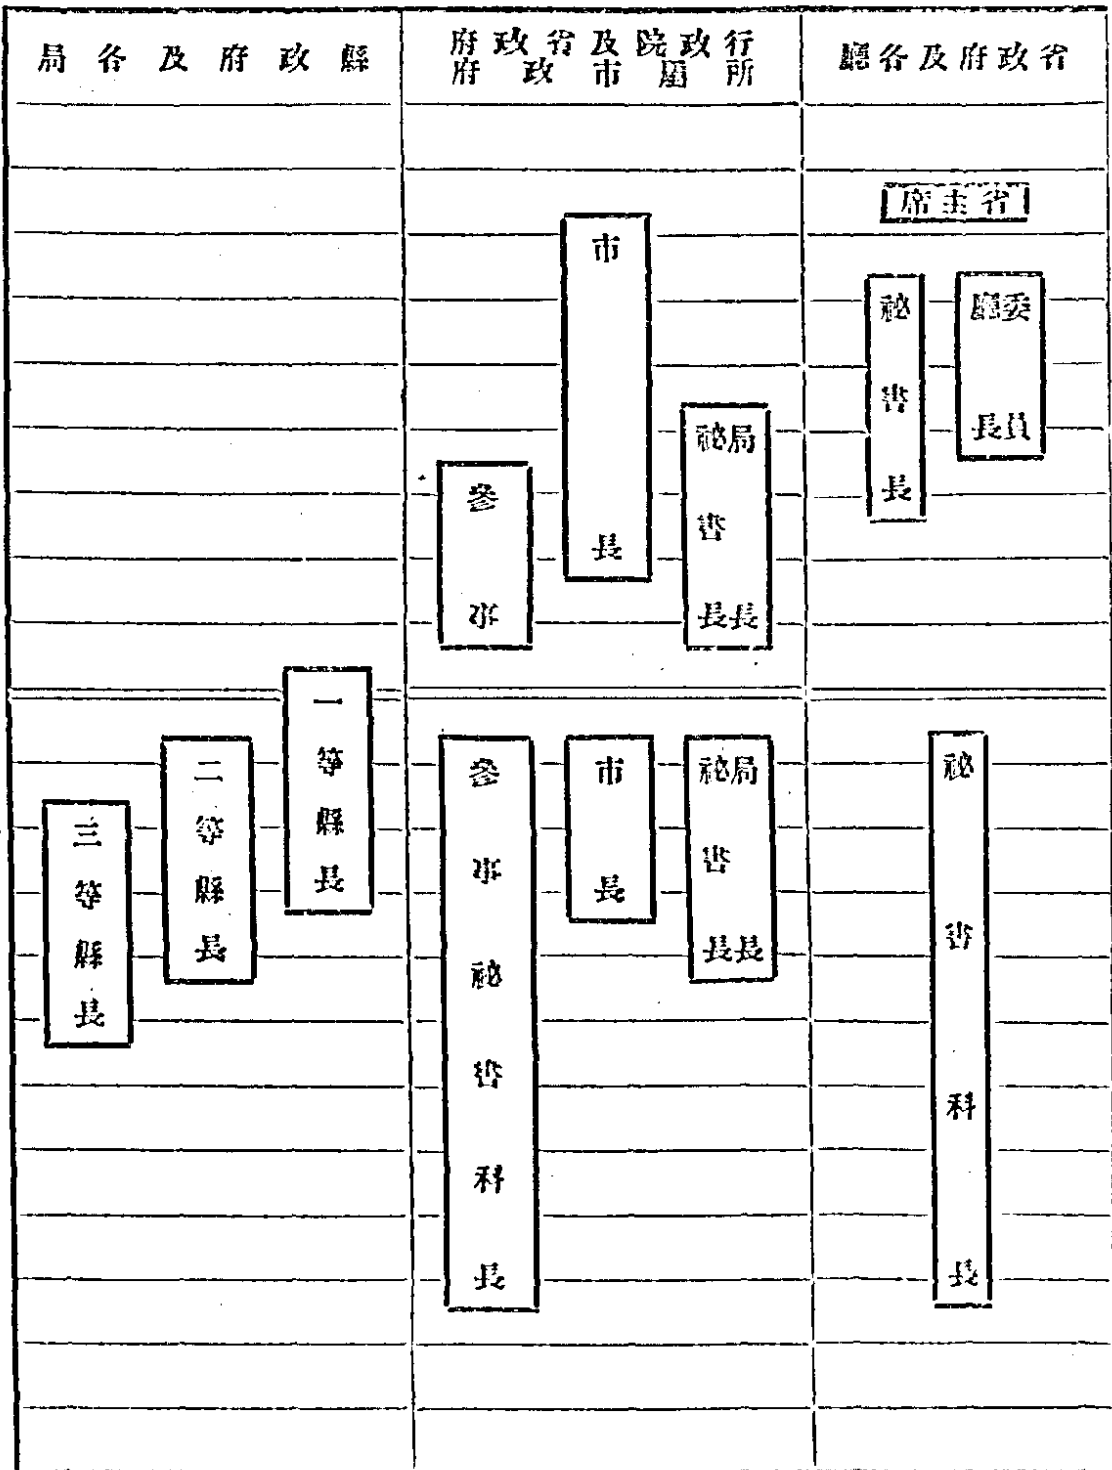 省政府及各廳
省主席
委員
廳長
秘書長
秘書科長
行政院及省政府
所屬市政府
局長
秘書長
市長
參事
局長
秘書長
市長
參事秘書科長
縣政府及各局
一等縣長
二等縣長
三等縣長